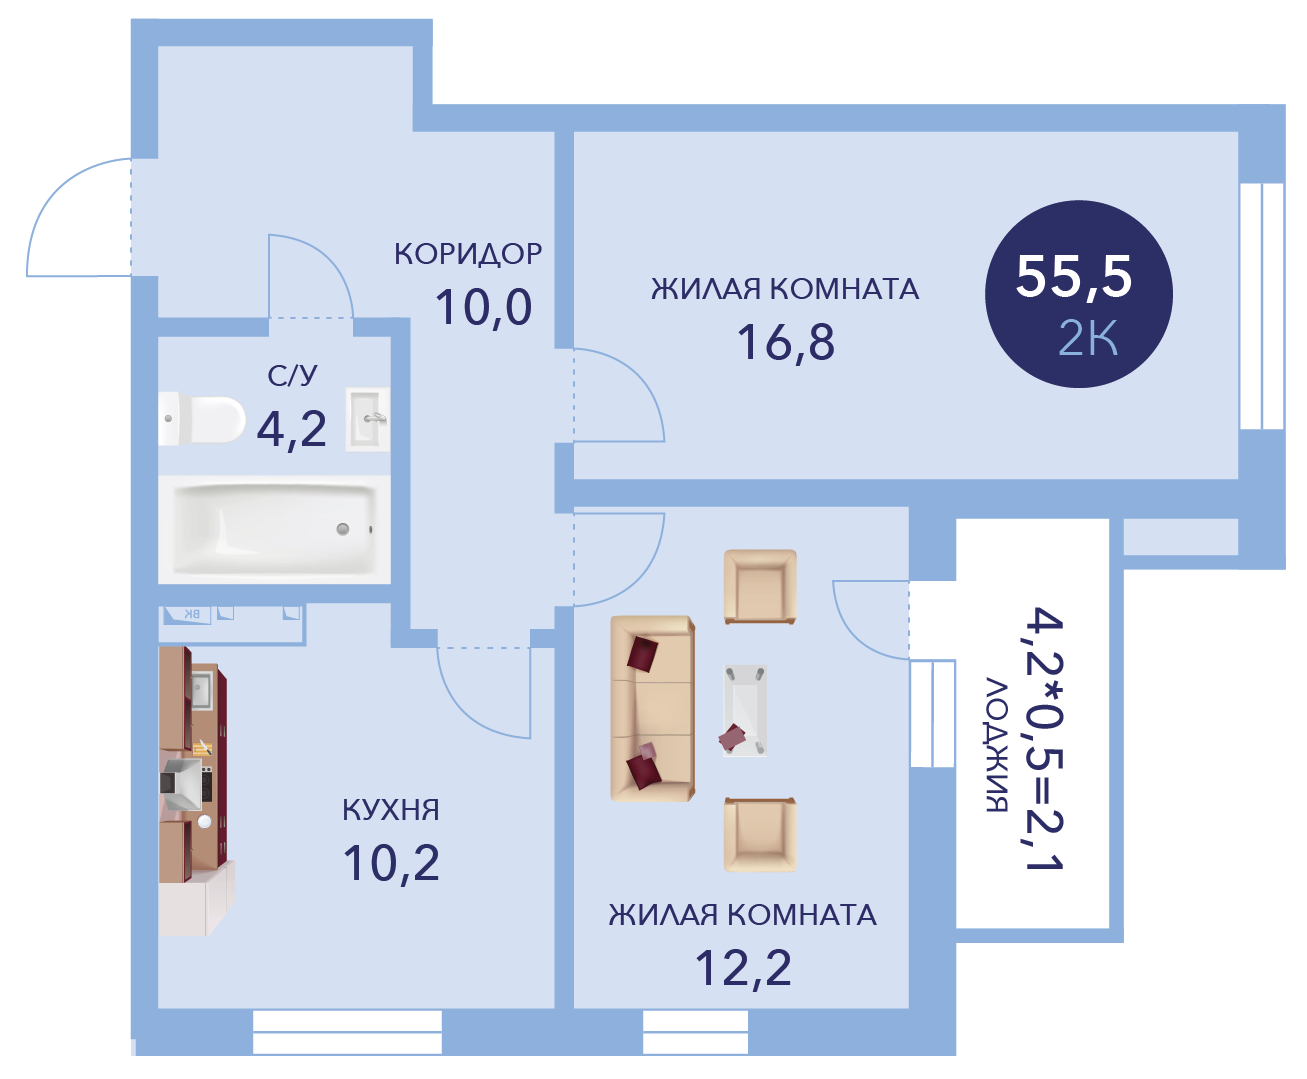 КОРИДОР
10,0
ЖИЛАЯ КОМНАТА
16,8
55,5
2К
С/У
4,2
ВК
КУХНЯ
10,2
ЖИЛАЯ КОМНАТА
12,2
4,2*0,5=2,1
ЛОДЖИЯ